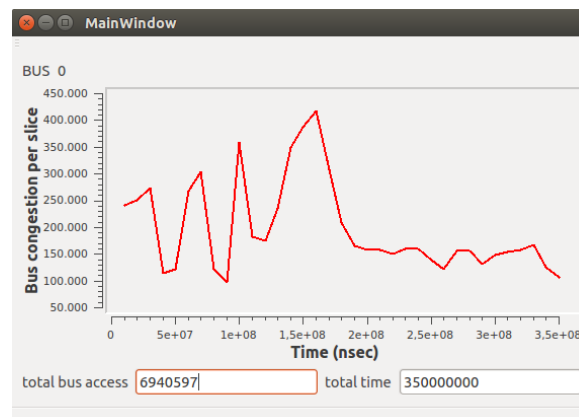 MainWindow
BUS 0
Bus congestion per slice
450.000
400.000
350.000
300.000
250.000
200.000
150.000
100.000
50.000
0 5e+07 1e+08 1,5e+08 2e+08 2,5e+08 3e+08 3,5e+08
Time (nsec)
total bus access 6940597 total time 350000000